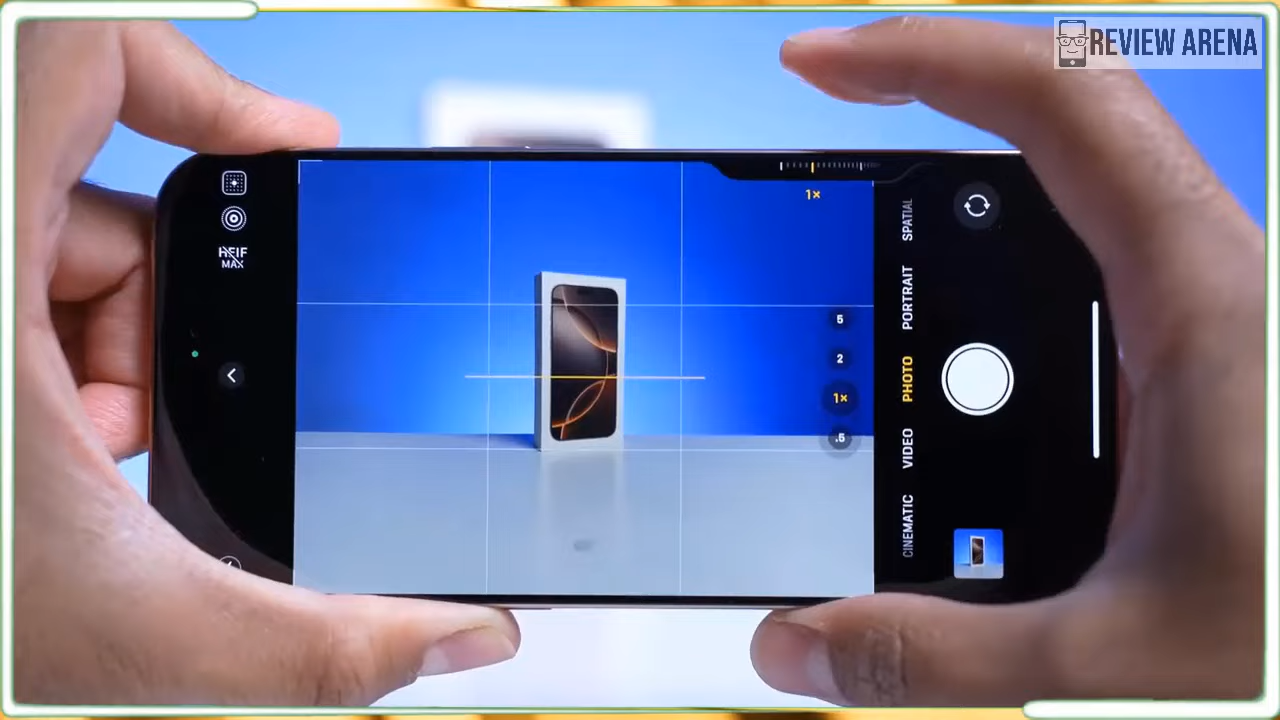 REVIEW ARENA
HEIF
MAX
1×
5
2
1×
.5
SPATIAL
PORTRAIT
PHOTO
VIDEO
CINEMATIC